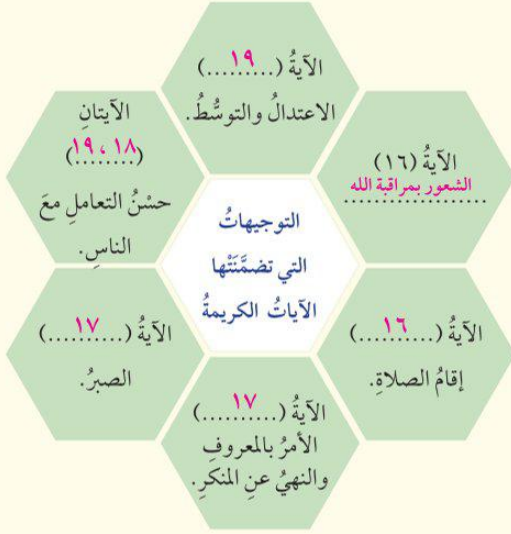 الآيةُ (١٩)
الاعتدالُ والتوسُّطُ.
الآيةُ (١٦)
الشعور بمراقبة الله
الآيتانِ
(١٨ ، ١٩)
حسْنُ التعاملِ معَ
الناسِ.
التوجيهاتُ
التي تضمَّنَتْها
الآياتُ الكريمةُ
الآيةُ (١٦)
إقامُ الصلاةِ.
الآيةُ (١٧)
الصبرُ.
الآيةُ (١٧)
الأمرُ بالمعروفِ
والنهيُ عنِ المنكرِ.